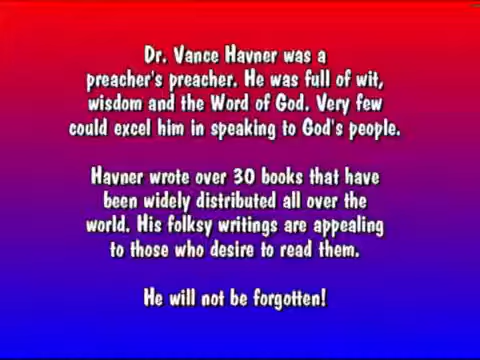 Dr. Vance Havner was a
preacher's preacher. He was full of wit,
wisdom and the Word of God. Very few
could excel him in speaking to God's people.
Havner wrote over 30 books that have
been widely distributed all over the
world. His folksy writings are appealing
to those who desire to read them.
He will not be forgotten!